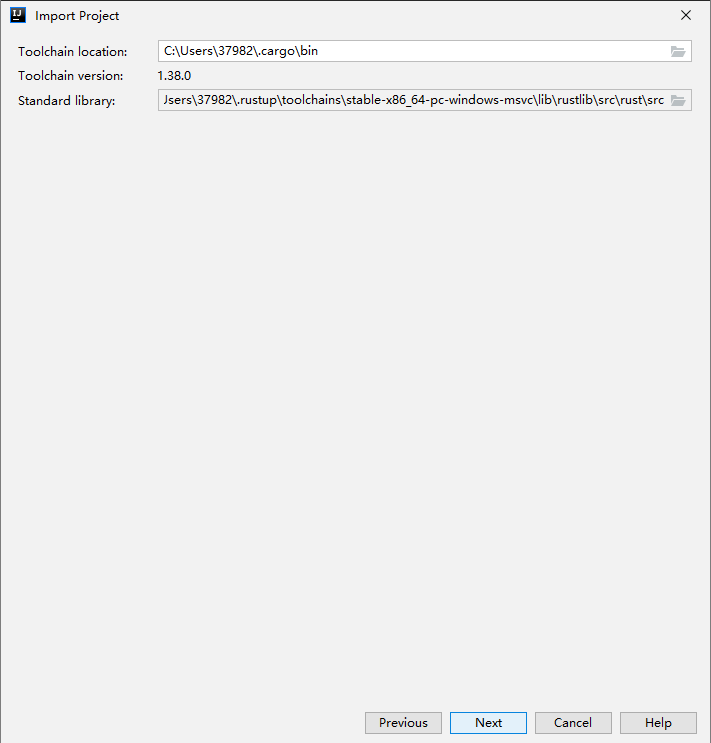 IJ Import Project
Toolchain location: C:\Users\37982\.cargo\bin
Toolchain version: 1.38.0
Standard library: Jsers\37982\.rustup\toolchains\stable-x86_64-pc-windows-msvc\lib\rustlib\src\rust\src
Previous Next Cancel Help